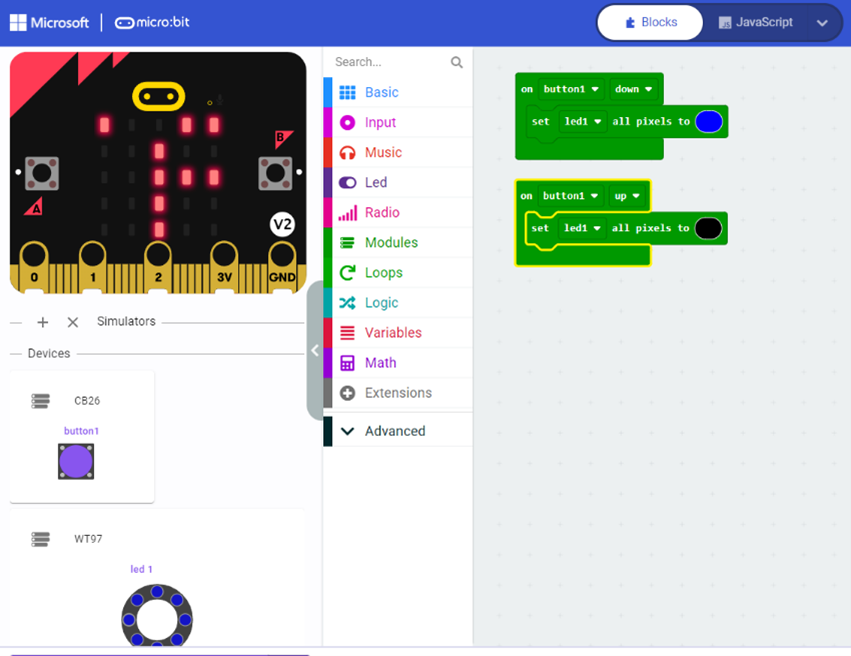 Microsoft micro:bit
Blocks JavaScript
B
A
V2
0 1 2 3V GND
Simulators
Devices
CB26
button1
WT97
led 1
Search...
Basic
Input
Music
Led
Radio
Modules
Loops
Logic
Variables
Math
Extensions
Advanced
on button1 down
set led1 all pixels to
on button1 up
set led1 all pixels to